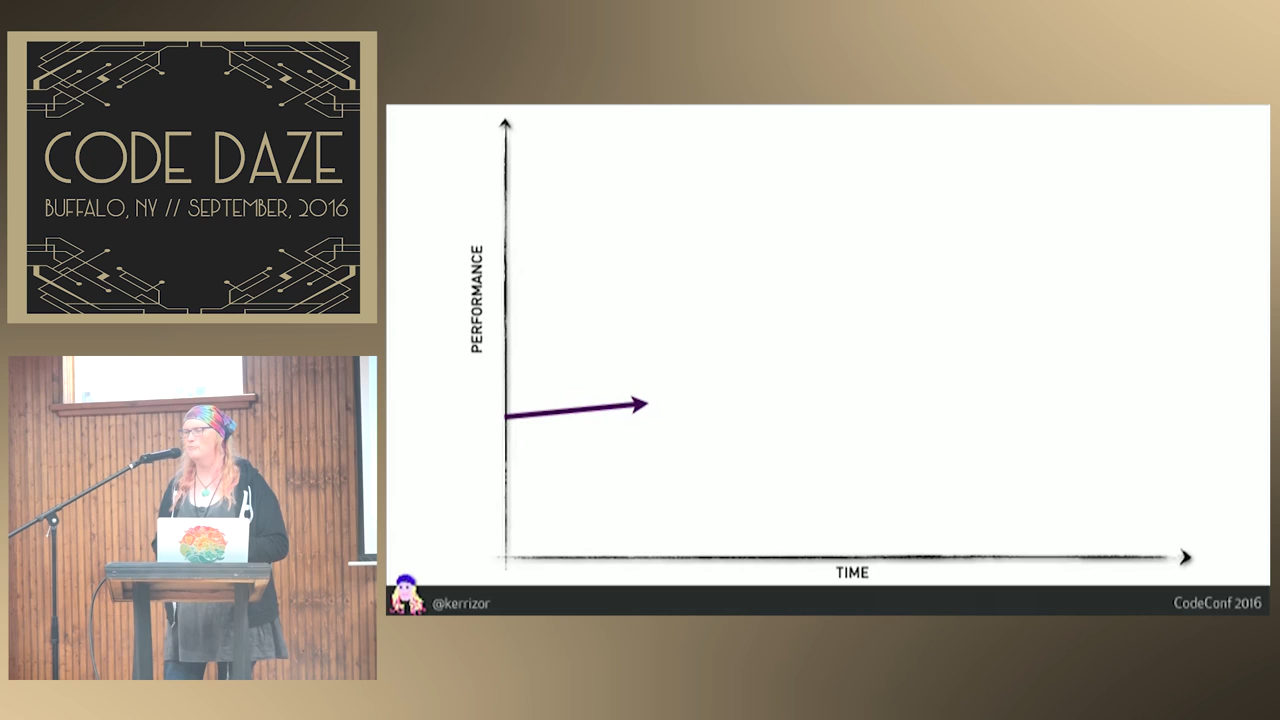 CODE DAZE
BUFFALO, NY // SEPTEMBER, 2016
PERFORMANCE
TIME
@kerrizor
CodeConf 2016